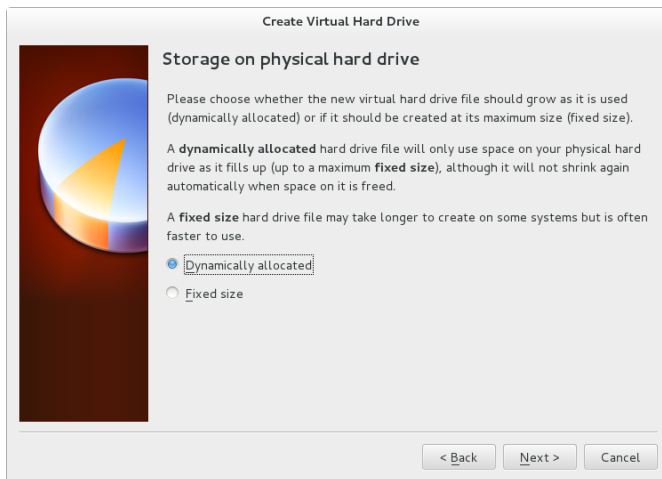 Create Virtual Hard Drive
Storage on physical hard drive
Please choose whether the new virtual hard drive file should grow as it is used
(dynamically allocated) or if it should be created at its maximum size (fixed size).
A dynamically allocated hard drive file will only use space on your physical hard
drive as it fills up (up to a maximum fixed size), although it will not shrink again
automatically when space on it is freed.
A fixed size hard drive file may take longer to create on some systems but is often
faster to use.
Dynamically allocated
Fixed size
< Back Next > Cancel